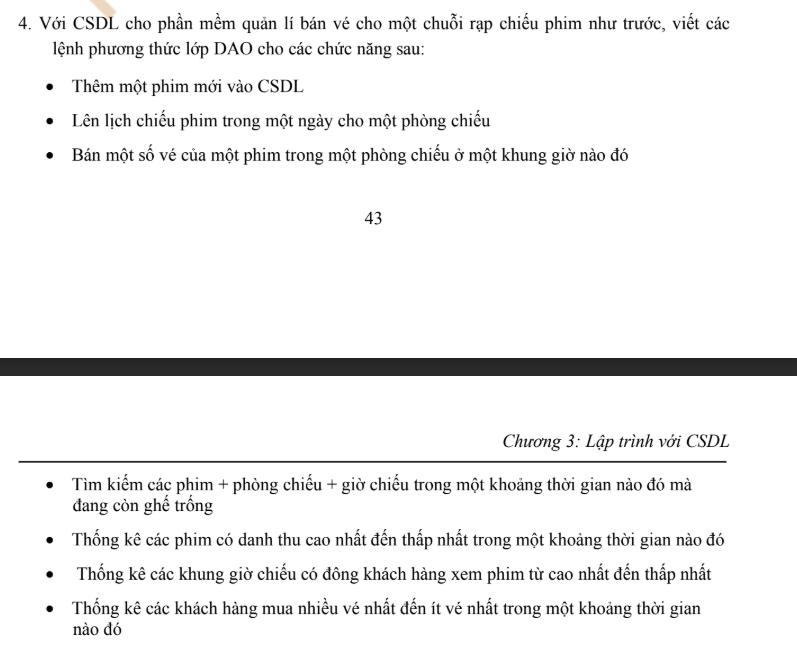 4. Với CSDL cho phần mềm quản lí bán vé cho một chuỗi rạp chiếu phim như trước, viết các
lệnh phương thức lớp DAO cho các chức năng sau:
• Thêm một phim mới vào CSDL
• Lên lịch chiếu phim trong một ngày cho một phòng chiếu
• Bán một số vé của một phim trong một phòng chiếu ở một khung giờ nào đó
43
Chương 3: Lập trình với CSDL
• Tìm kiếm các phim + phòng chiếu + giờ chiếu trong một khoảng thời gian nào đó mà
đang còn ghế trống
• Thống kê các phim có danh thu cao nhất đến thấp nhất trong một khoảng thời gian nào đó
• Thống kê các khung giờ chiếu có đông khách hàng xem phim từ cao nhất đến thấp nhất
• Thống kê các khách hàng mua nhiều vé nhất đến ít vé nhất trong một khoảng thời gian
nào đó